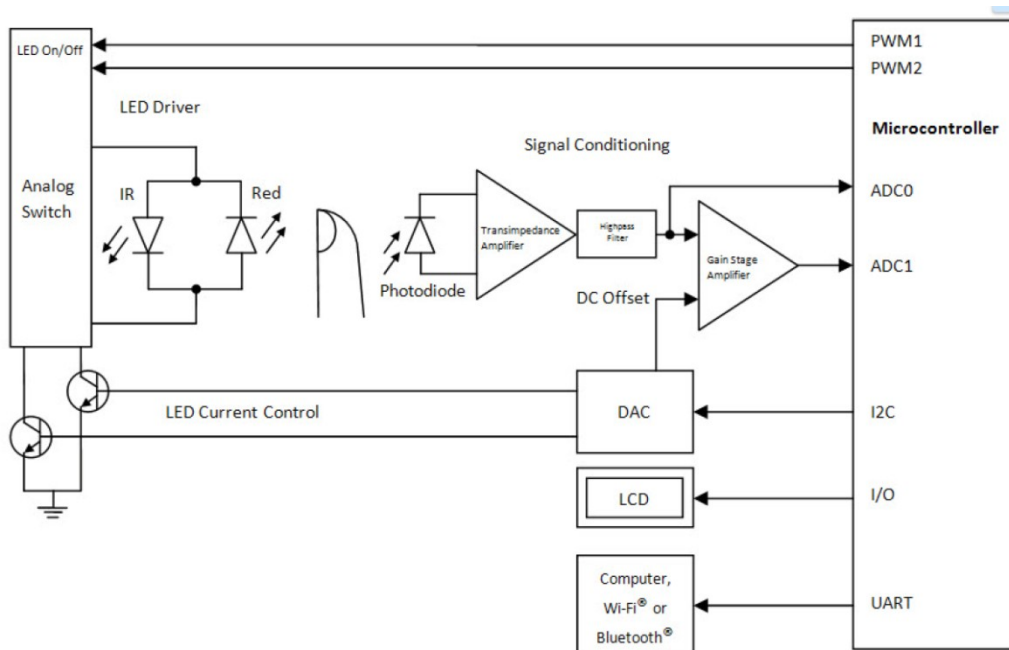 LED On/Off
PWM1
PWM2
LED Driver
Microcontroller
Signal Conditioning
Analog
Switch
IR
Red
ADC0
Transimpedance
Amplifier
Highpass
Filter
Gain Stage
Amplifier
ADC1
Photodiode
DC Offset
LED Current Control
DAC
I2C
LCD
I/O
Computer,
Wi-Fi® or
Bluetooth®
UART